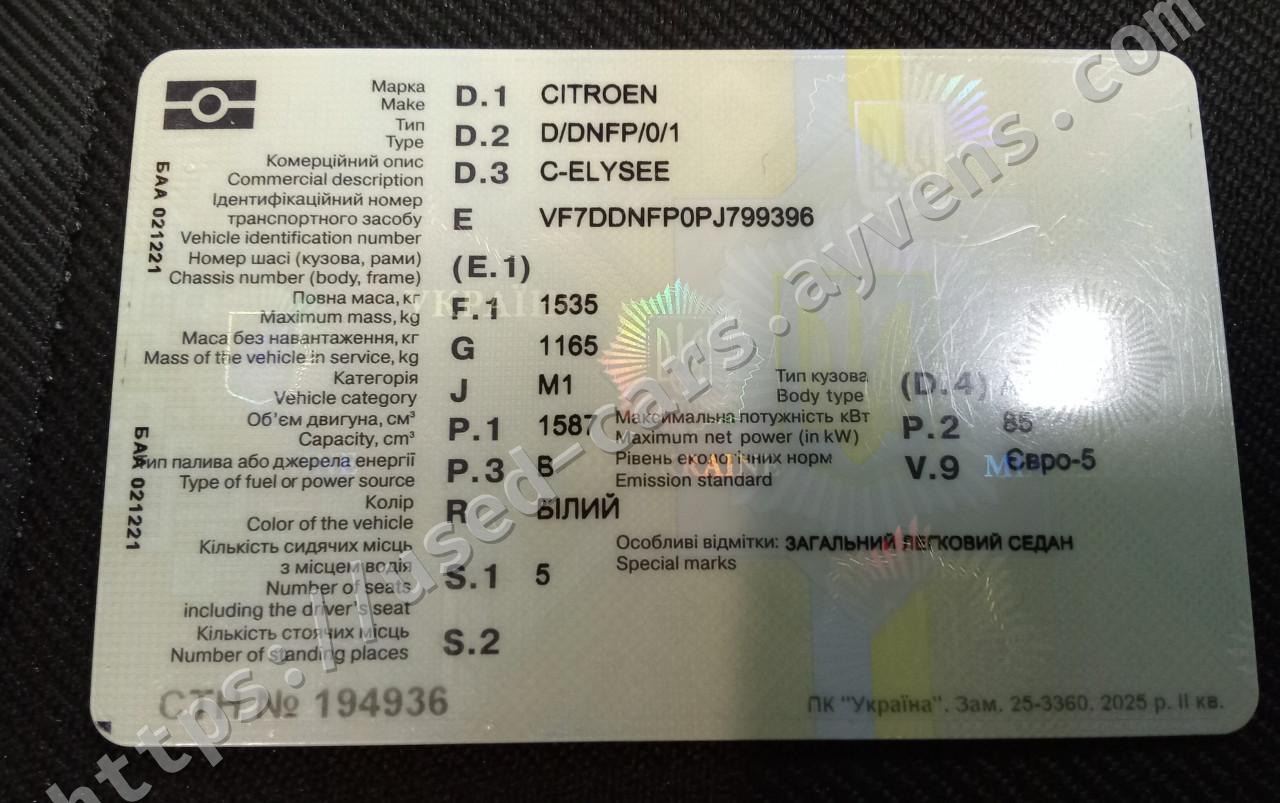 Марка
Make D.1 CITROEN
Тип
Type D.2 D/DNFP/0/1
Комерційний опис
Commercial description D.3 C-ELYSEE
Ідентифікаційний номер
транспортного засобу
Vehicle identification number E VF7DDNFP0PJ799396
Номер шасі (кузова, рами)
Chassis number (body, frame) (E.1)
Повна маса, кг
Maximum mass, kg F.1 1535
Маса без навантаження, кг
Mass of the vehicle in service, kg G 1165
Категорія
Vehicle category J M1
Тип кузова
Body type (D.4)
Об'єм двигуна, см³
Capacity, cm³ P.1 1587
Максимальна потужність кВт
Maximum net power (in kW) P.2 85
Тип палива або джерела енергії
Type of fuel or power source P.3 B
Рівень екологічних норм
Emission standard V.9 Євро-5
Колір
Color of the vehicle R БІЛИЙ
Кількість сидячих місць
з місцем водія
Number of seats
including the driver's seat S.1 5
Особливі відмітки: ЗАГАЛЬНИЙ ЛЕГКОВИЙ СЕДАН
Special marks
Кількість стоячих місць
Number of standing places S.2
СТН № 194936
ПК "Україна". Зам. 25-3360. 2025 р. II кв.
БАА 021221
БАА 021221
УКРАЇН
https://used-cars.ayvens.com